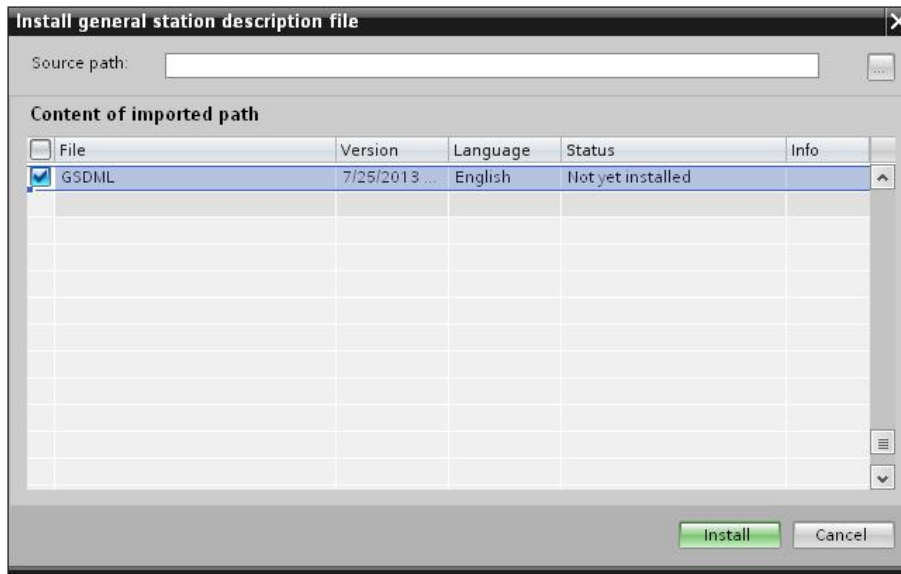 Install general station description file
Source path:
...
Content of imported path
File Version Language Status Info
GSDML 7/25/2013 ... English Not yet installed
Install Cancel